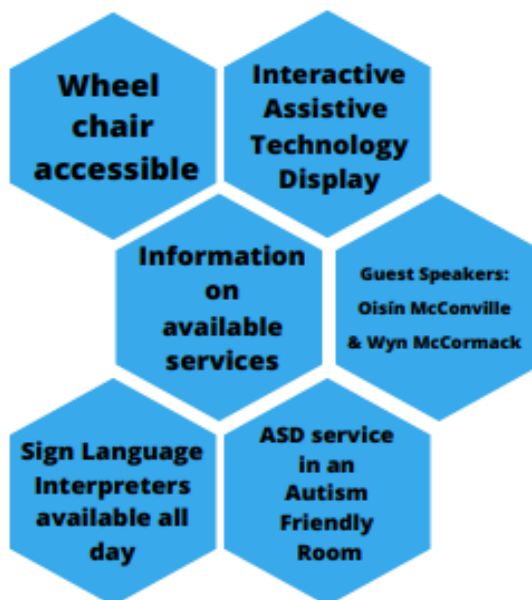 Wheel
chair
accessible
Interactive
Assistive
Technology
Display
Information
on
available
services
Guest Speakers:
Oisín McConville
& Wyn McCormack
Sign Language
Interpreters
available all
day
ASD service
in an
Autism
Friendly
Room